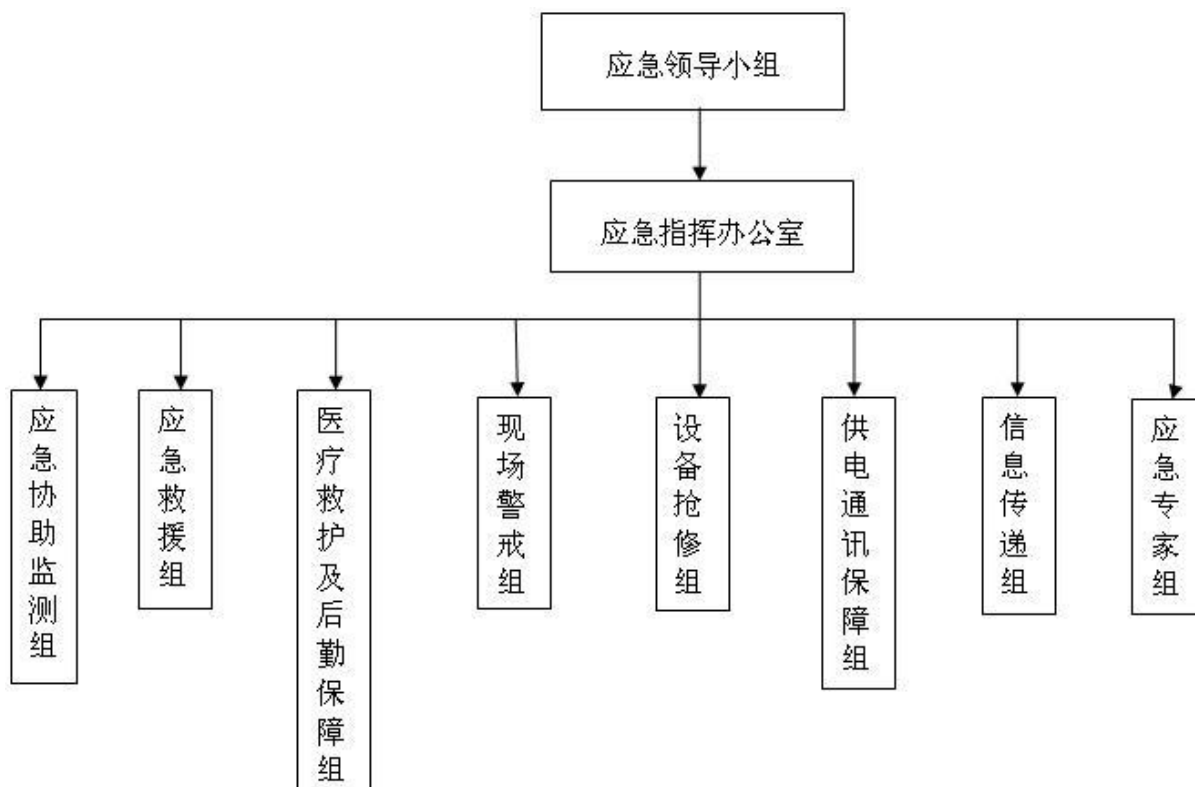 应急领导小组
应急指挥办公室
应急协助监测组
应急救援组
医疗救护及后勤保障组
现场警戒组
设备抢修组
供电通讯保障组
信息传递组
应急专家组